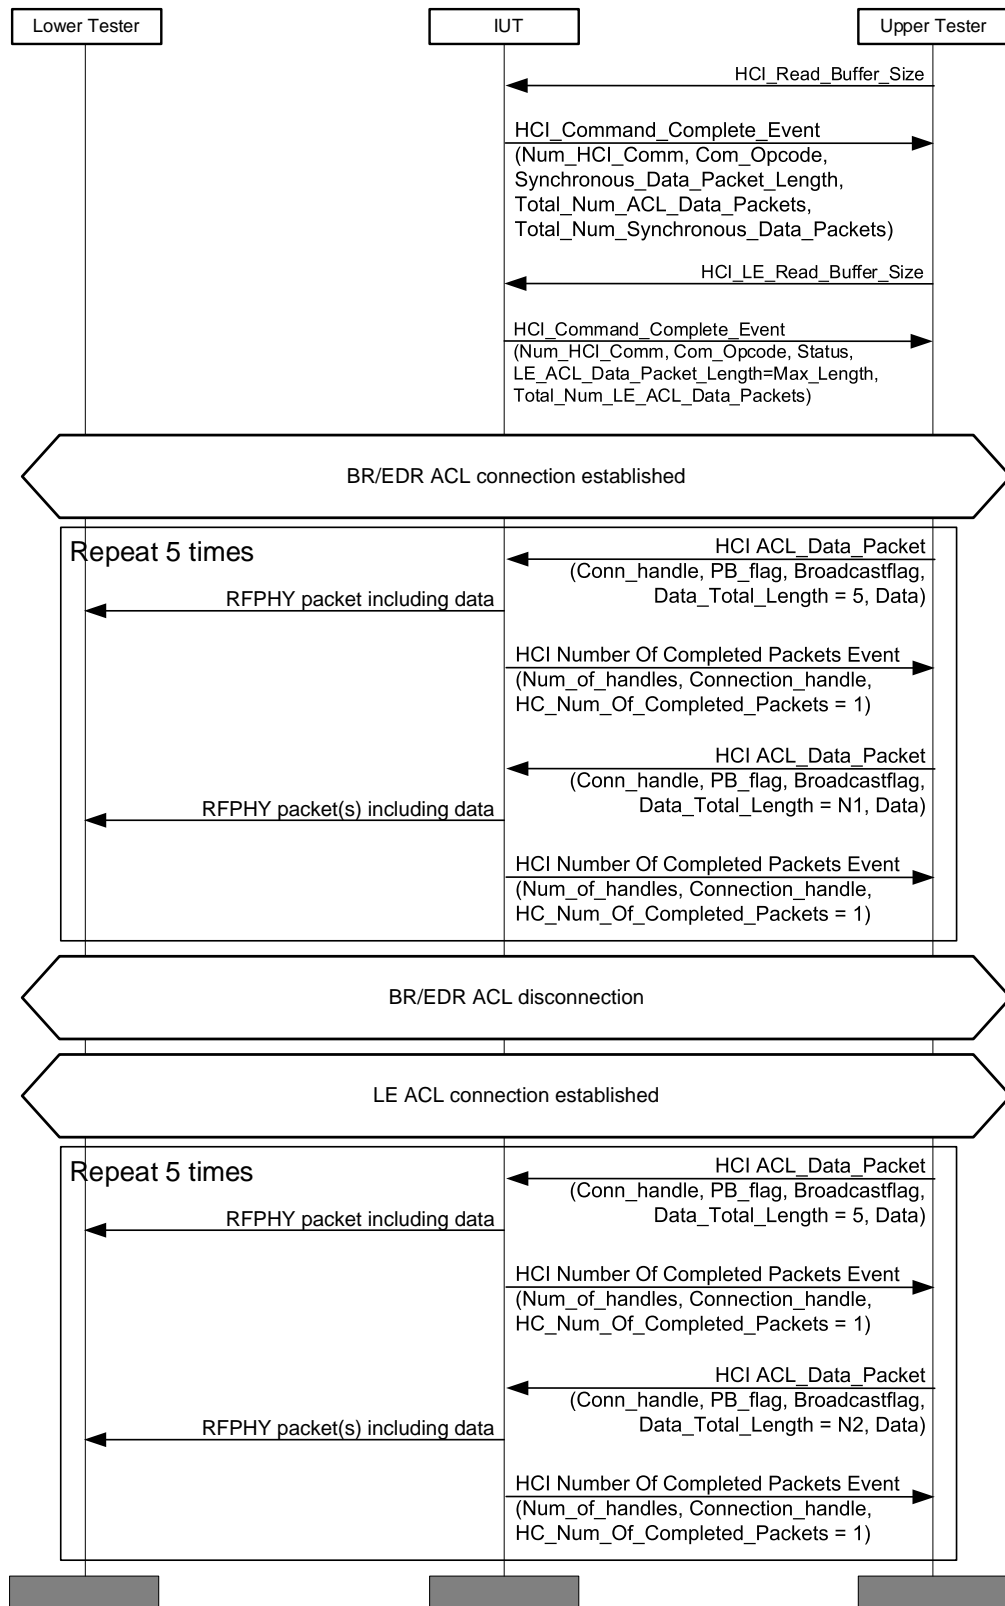 Lower Tester
IUT
Upper Tester
HCI_Read_Buffer_Size
HCI_Command_Complete_Event
(Num_HCI_Comm, Com_Opcode,
Synchronous_Data_Packet_Length,
Total_Num_ACL_Data_Packets,
Total_Num_Synchronous_Data_Packets)
HCI_LE_Read_Buffer_Size
HCI_Command_Complete_Event
(Num_HCI_Comm, Com_Opcode, Status,
LE_ACL_Data_Packet_Length=Max_Length,
Total_Num_LE_ACL_Data_Packets)
BR/EDR ACL connection established
Repeat 5 times
HCI ACL_Data_Packet
(Conn_handle, PB_flag, Broadcastflag,
Data_Total_Length = 5, Data)
RFPHY packet including data
HCI Number Of Completed Packets Event
(Num_of_handles, Connection_handle,
HC_Num_Of_Completed_Packets = 1)
HCI ACL_Data_Packet
(Conn_handle, PB_flag, Broadcastflag,
Data_Total_Length = N1, Data)
RFPHY packet(s) including data
HCI Number Of Completed Packets Event
(Num_of_handles, Connection_handle,
HC_Num_Of_Completed_Packets = 1)
BR/EDR ACL disconnection
LE ACL connection established
Repeat 5 times
HCI ACL_Data_Packet
(Conn_handle, PB_flag, Broadcastflag,
Data_Total_Length = 5, Data)
RFPHY packet including data
HCI Number Of Completed Packets Event
(Num_of_handles, Connection_handle,
HC_Num_Of_Completed_Packets = 1)
HCI ACL_Data_Packet
(Conn_handle, PB_flag, Broadcastflag,
Data_Total_Length = N2, Data)
RFPHY packet(s) including data
HCI Number Of Completed Packets Event
(Num_of_handles, Connection_handle,
HC_Num_Of_Completed_Packets = 1)